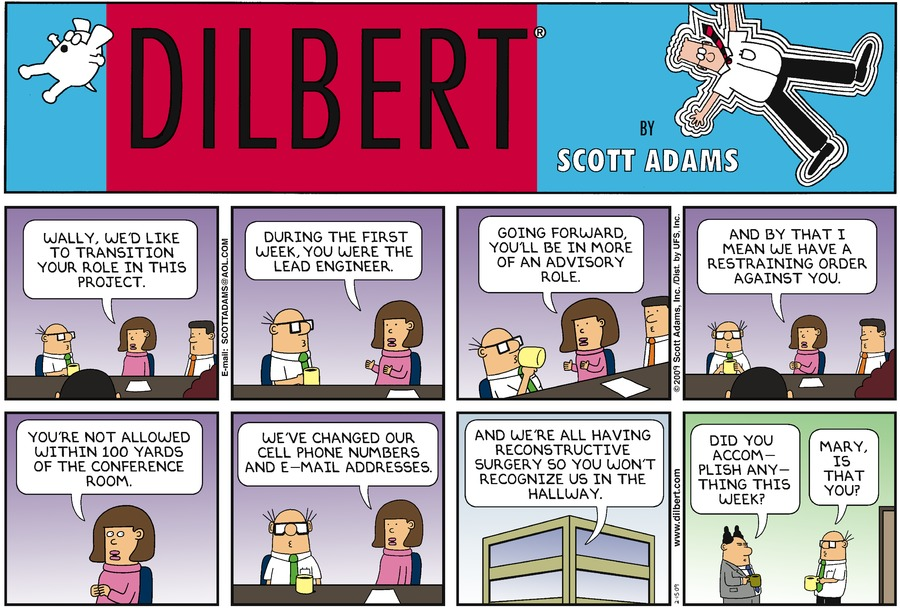 DILBERT®
BY
SCOTT ADAMS
WALLY, WE'D LIKE
TO TRANSITION
YOUR ROLE IN THIS
PROJECT.
E-mail: SCOTTADAMS@AOL.COM
DURING THE FIRST
WEEK, YOU WERE THE
LEAD ENGINEER.
GOING FORWARD,
YOU'LL BE IN MORE
OF AN ADVISORY
ROLE.
©2009 Scott Adams, Inc./Dist. by UFS, Inc.
AND BY THAT I
MEAN WE HAVE A
RESTRAINING ORDER
AGAINST YOU.
YOU'RE NOT ALLOWED
WITHIN 100 YARDS
OF THE CONFERENCE
ROOM.
WE'VE CHANGED OUR
CELL PHONE NUMBERS
AND E-MAIL ADDRESSES.
AND WE'RE ALL HAVING
RECONSTRUCTIVE
SURGERY SO YOU WON'T
RECOGNIZE US IN THE
HALLWAY.
2-15-09
www.dilbert.com
DID YOU
ACCOM-
PLISH ANY-
THING THIS
WEEK?
MARY,
IS
THAT
YOU?